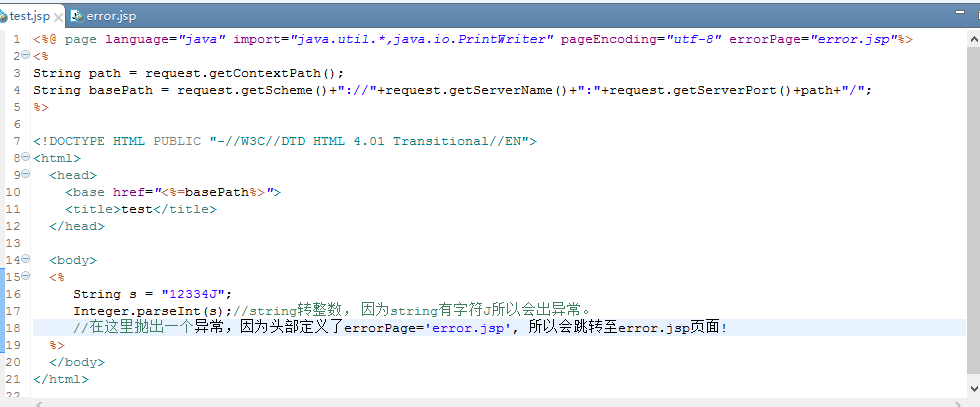 test.jsp error.jsp
1 <%@ page language="java" import="java.util.*,java.io.PrintWriter" pageEncoding="utf-8" errorPage="error.jsp"%>
2 <%
3 String path = request.getContextPath();
4 String basePath = request.getScheme()+"://"+request.getServerName()+":"+request.getServerPort()+path+"/";
5 %>
6
7 <!DOCTYPE HTML PUBLIC "-//W3C//DTD HTML 4.01 Transitional//EN">
8 <html>
9 <head>
10 <base href="<%=basePath%>">
11 <title>test</title>
12 </head>
13
14 <body>
15 <%
16 String s = "12334J";
17 Integer.parseInt(s);//string转整数, 因为string有字符J所以会出异常。
18 //在这里抛出一个异常,因为头部定义了errorPage='error.jsp', 所以会跳转至error.jsp页面!
19 %>
20 </body>
21 </html>
22